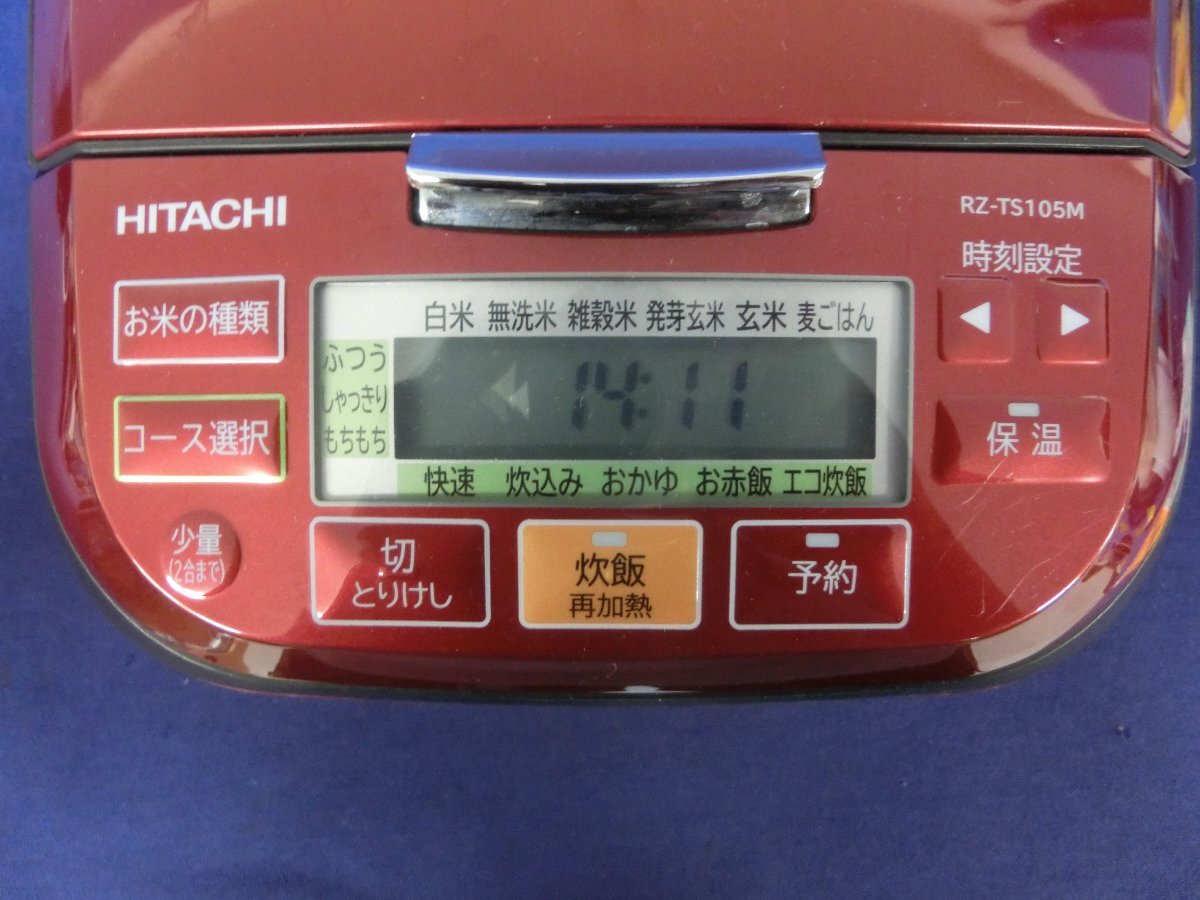 HITACHI
RZ-TS105M
時刻設定
お米の種類
コース選択
白米 無洗米 雑穀米 発芽玄米 玄米 麦ごはん
ふつう
しゃっきり
もちもち
14:11
快速 炊込み おかゆ お赤飯 エコ炊飯
保温
少量
(2合まで)
切
とりけし
炊飯
再加熱
予約